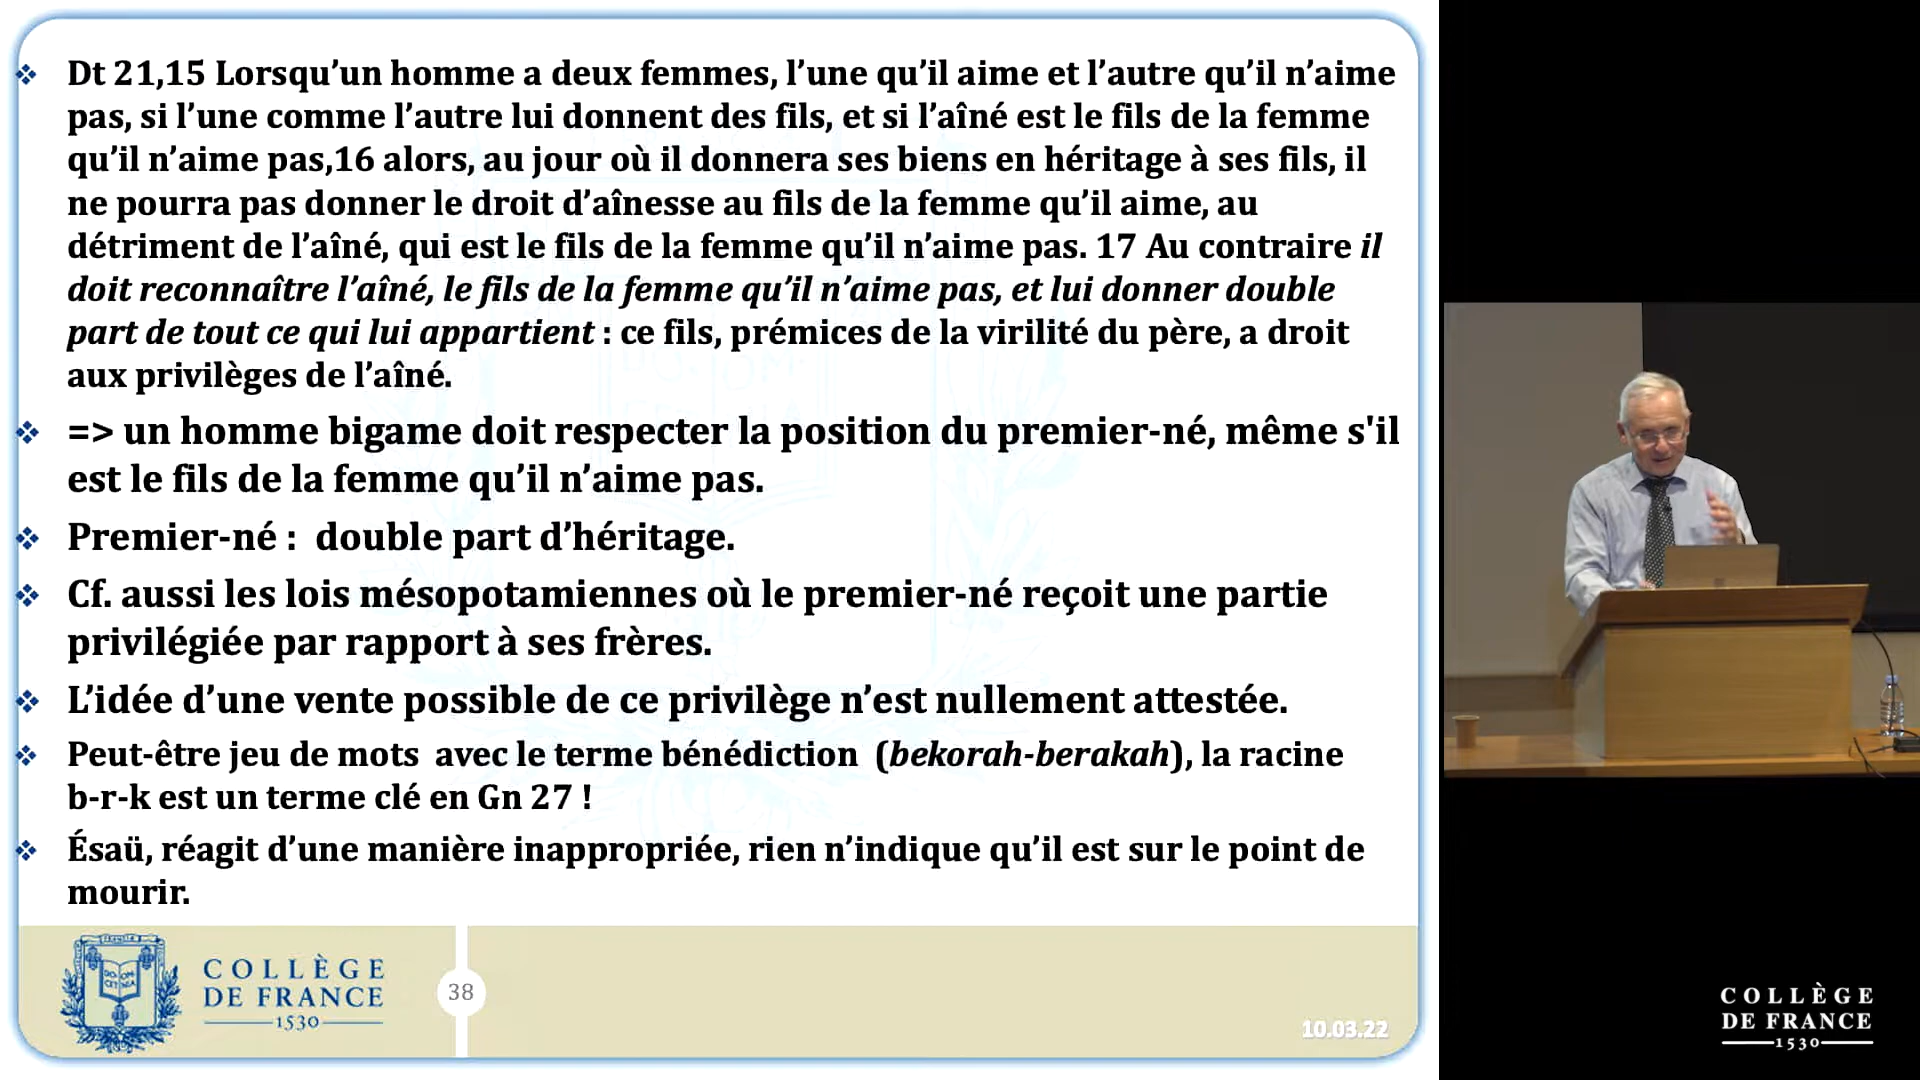 Dt 21,15 Lorsqu’un homme a deux femmes, l’une qu’il aime et l’autre qu’il n’aime
pas, si l’une comme l’autre lui donnent des fils, et si l’aîné est le fils de la femme
qu’il n’aime pas,16 alors, au jour où il donnera ses biens en héritage à ses fils, il
ne pourra pas donner le droit d’aînesse au fils de la femme qu’il aime, au
détriment de l’aîné, qui est le fils de la femme qu’il n’aime pas. 17 Au contraire il
doit reconnaître l’aîné, le fils de la femme qu’il n’aime pas, et lui donner double
part de tout ce qui lui appartient : ce fils, prémices de la virilité du père, a droit
aux privilèges de l’aîné.
=> un homme bigame doit respecter la position du premier-né, même s'il
est le fils de la femme qu’il n’aime pas.
Premier-né : double part d’héritage.
Cf. aussi les lois mésopotamiennes où le premier-né reçoit une partie
privilégiée par rapport à ses frères.
L’idée d’une vente possible de ce privilège n’est nullement attestée.
Peut-être jeu de mots avec le terme bénédiction (bekorah-berakah), la racine
b-r-k est un terme clé en Gn 27 !
Ésaü, réagit d’une manière inappropriée, rien n’indique qu’il est sur le point de
mourir.
COLLÈGE
DE FRANCE
1530
38
10.03.22
COLLÈGE
DE FRANCE
1530